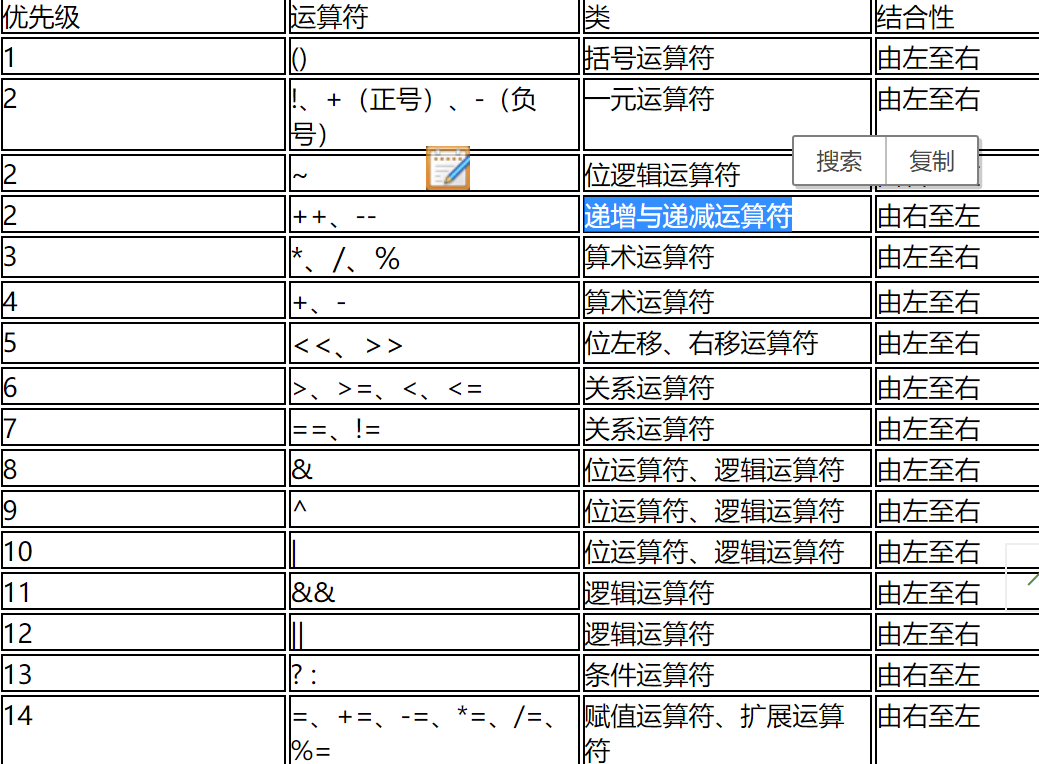 优先级 运算符 类 结合性
1 () 括号运算符 由左至右
2 !、+（正号）、-（负 一元运算符 由左至右
号）
搜索 复制
2 ~ 位逻辑运算符
2 ++、-- 递增与递减运算符 由右至左
3 *、/、% 算术运算符 由左至右
4 +、- 算术运算符 由左至右
5 <<、>> 位左移、右移运算符 由左至右
6 >、>=、<、<= 关系运算符 由左至右
7 ==、!= 关系运算符 由左至右
8 & 位运算符、逻辑运算符 由左至右
9 ^ 位运算符、逻辑运算符 由左至右
10 | 位运算符、逻辑运算符 由左至右
11 && 逻辑运算符 由左至右
12 || 逻辑运算符 由左至右
13 ? : 条件运算符 由右至左
14 =、+=、-=、*=、/=、 赋值运算符、扩展运算 由右至左
%= 符